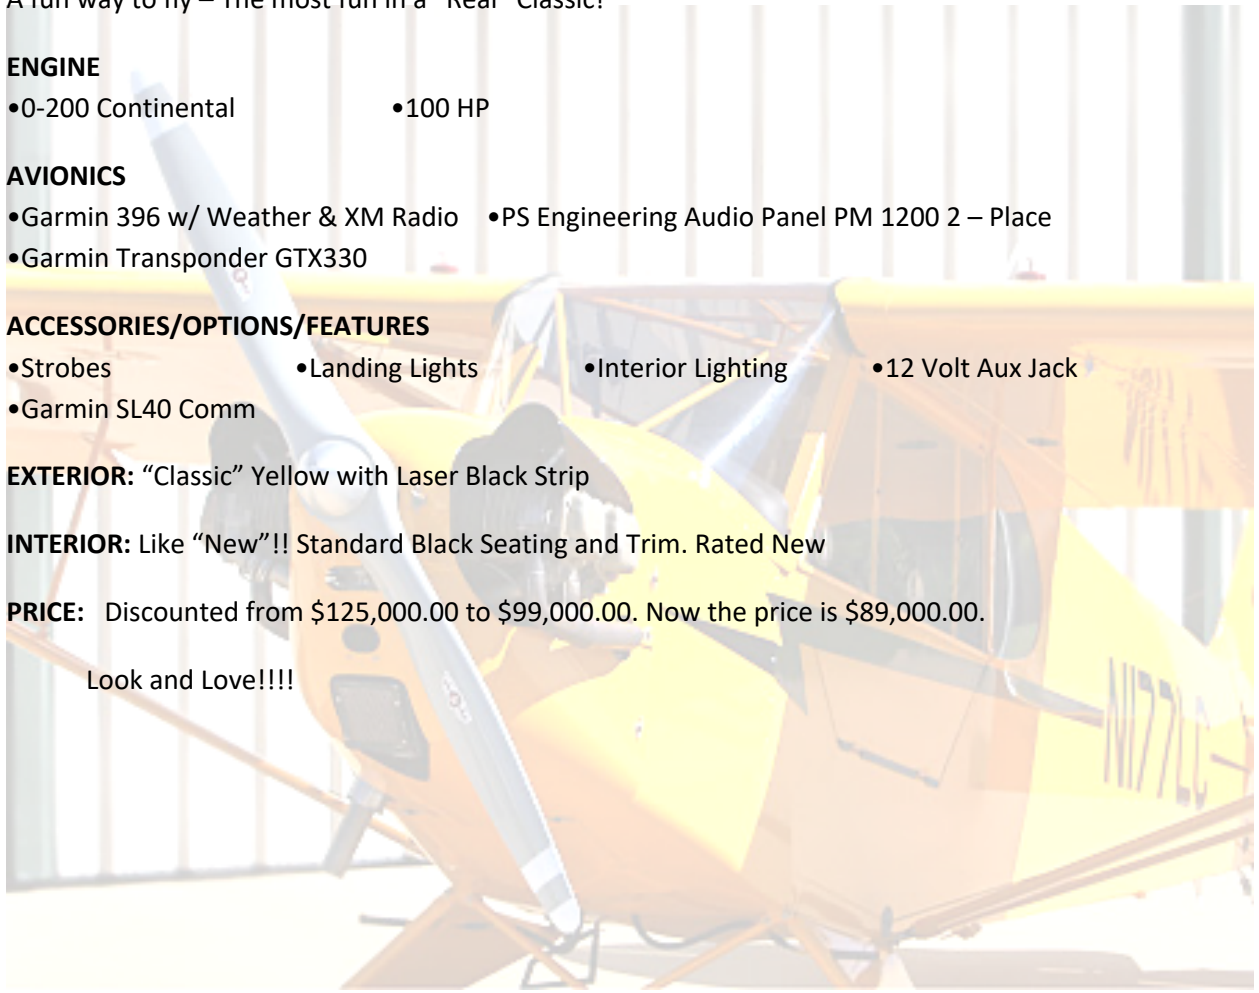 A fun way to fly – The most fun in a “Real” Classic!
ENGINE
•0-200 Continental •100 HP
AVIONICS
•Garmin 396 w/ Weather & XM Radio •PS Engineering Audio Panel PM 1200 2 – Place
•Garmin Transponder GTX330
ACCESSORIES/OPTIONS/FEATURES
•Strobes •Landing Lights •Interior Lighting •12 Volt Aux Jack
•Garmin SL40 Comm
EXTERIOR: “Classic” Yellow with Laser Black Strip
INTERIOR: Like “New”!! Standard Black Seating and Trim. Rated New
PRICE: Discounted from $125,000.00 to $99,000.00. Now the price is $89,000.00.
Look and Love!!!!
N177LC